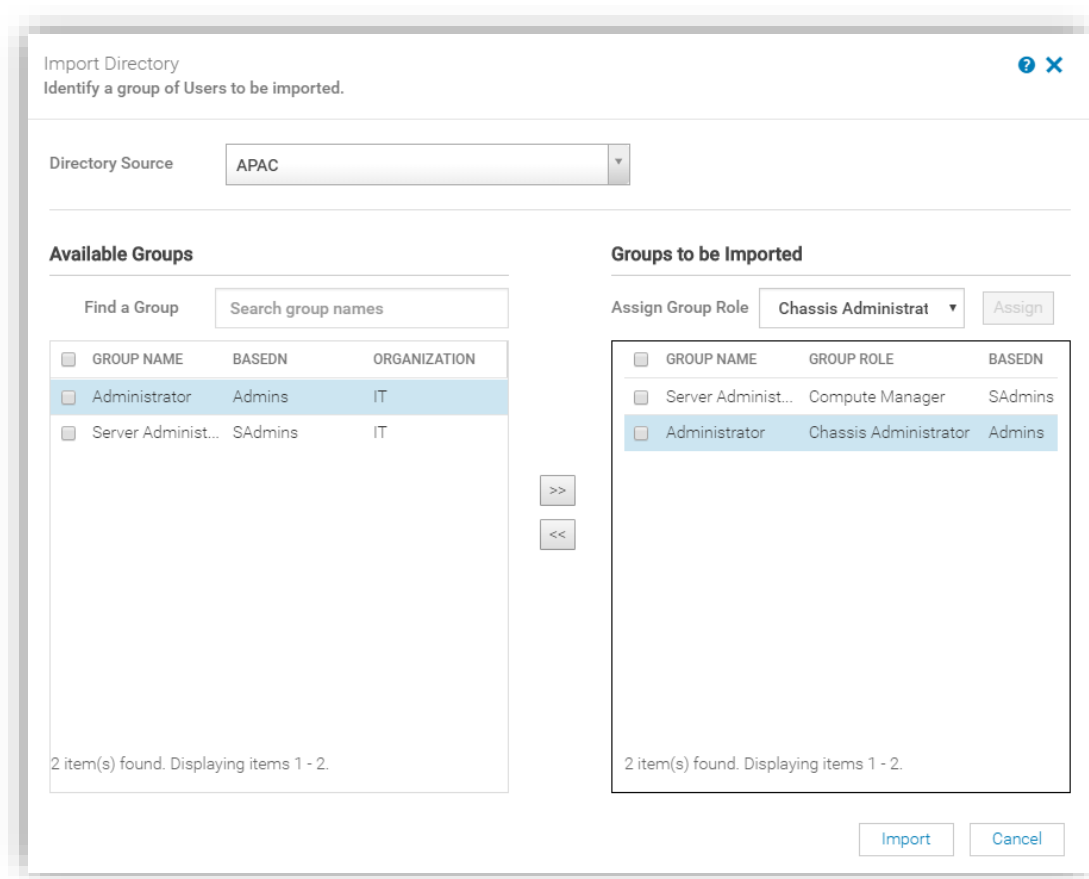 Import Directory
Identify a group of Users to be imported.
Directory Source APAC
Available Groups
Find a Group Search group names
GROUP NAME BASEDN ORGANIZATION
Administrator Admins IT
Server Administ... SAdmins IT
2 item(s) found. Displaying items 1 - 2.
>>
<<
Groups to be Imported
Assign Group Role Chassis Administrat Assign
GROUP NAME GROUP ROLE BASEDN
Server Administ... Compute Manager SAdmins
Administrator Chassis Administrator Admins
2 item(s) found. Displaying items 1 - 2.
Import Cancel